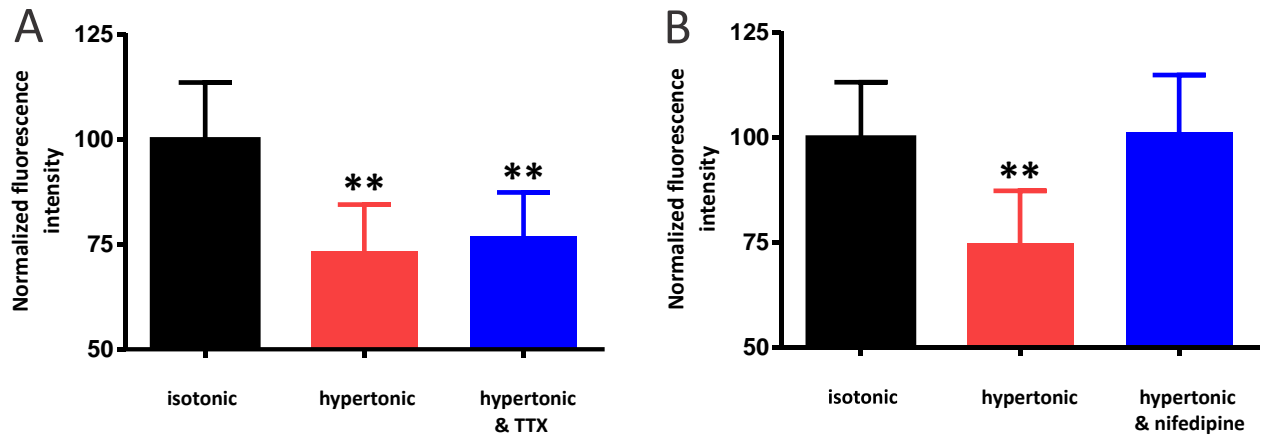 A
Normalized fluorescence
intensity
125
100
75
50
**
**
isotonic
hypertonic
hypertonic
& TTX
B
Normalized fluorescence
intensity
125
100
75
50
**
isotonic
hypertonic
hypertonic
& nifedipine